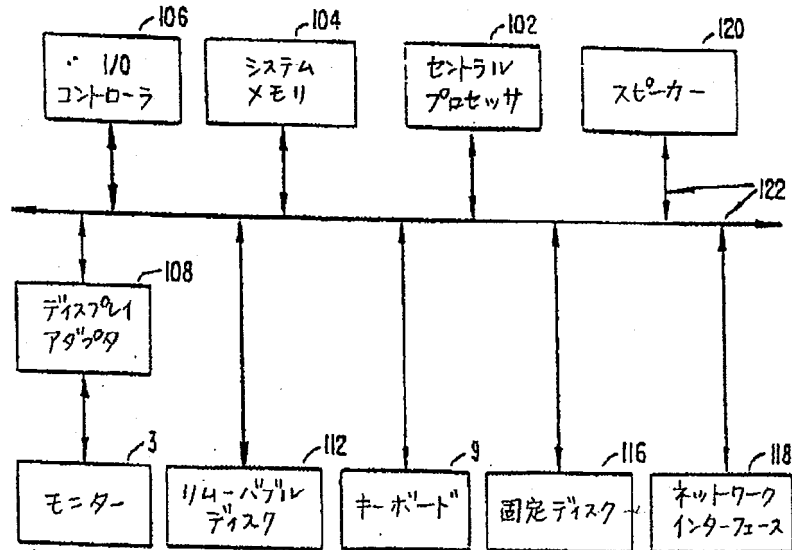 106
104
102
120
I/O
コントローラ
システム
メモリ
セントラル
プロセッサ
スピーカー
122
108
ディスプレイ
アダプタ
3
112
9
116
118
モニター
リムーバブル
ディスク
キーボード
固定ディスク
ネットワーク
インターフェース